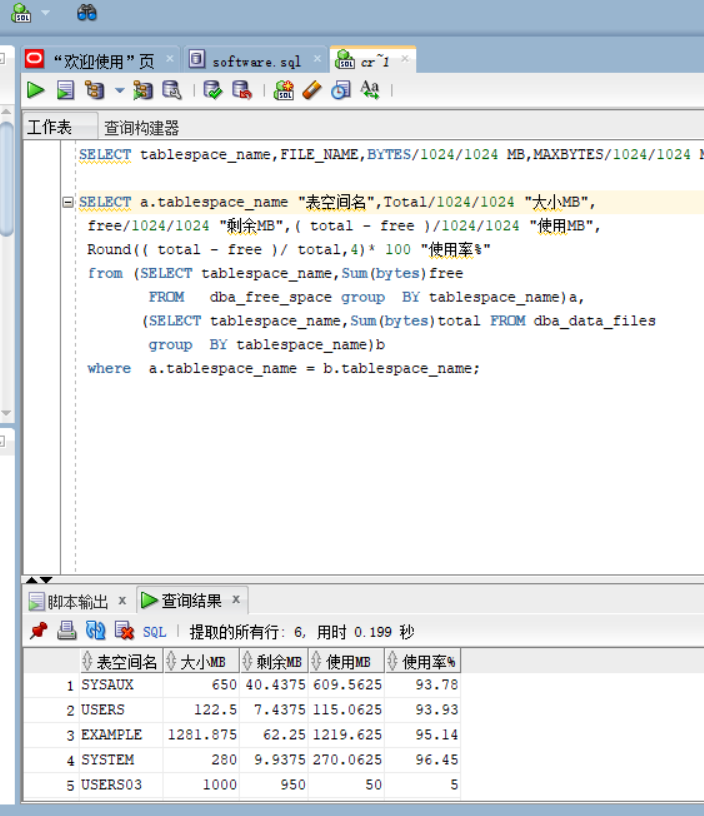 “欢迎使用”页 software.sql cr~1
工作表 查询构建器
SELECT tablespace_name,FILE_NAME,BYTES/1024/1024 MB,MAXBYTES/1024/1024 M
SELECT a.tablespace_name "表空间名",Total/1024/1024 "大小MB",
free/1024/1024 "剩余MB",( total - free )/1024/1024 "使用MB",
Round(( total - free )/ total,4)* 100 "使用率%"
from (SELECT tablespace_name,Sum(bytes)free
FROM dba_free_space group BY tablespace_name)a,
(SELECT tablespace_name,Sum(bytes)total FROM dba_data_files
group BY tablespace_name)b
where a.tablespace_name = b.tablespace_name;
脚本输出 x 查询结果 x
SQL 提取的所有行: 6, 用时 0.199 秒
表空间名 大小MB 剩余MB 使用MB 使用率%
1 SYSAUX 650 40.4375 609.5625 93.78
2 USERS 122.5 7.4375 115.0625 93.93
3 EXAMPLE 1281.875 62.25 1219.625 95.14
4 SYSTEM 280 9.9375 270.0625 96.45
5 USERS03 1000 950 50 5